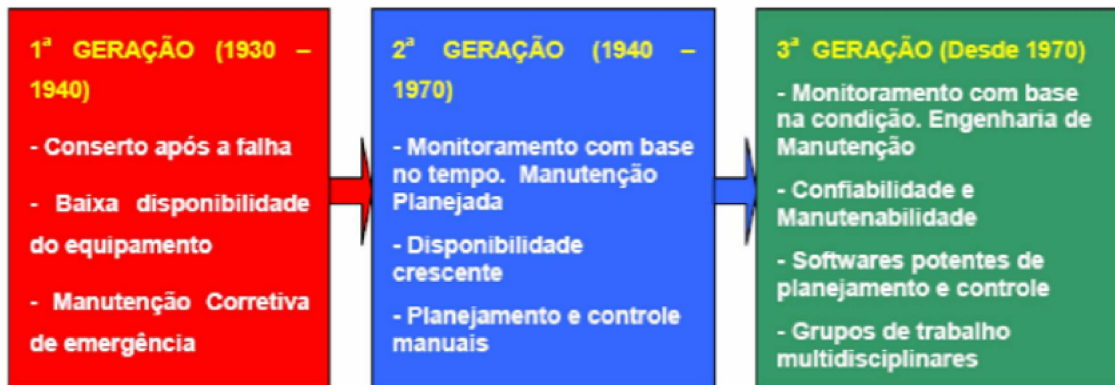 1ª GERAÇÃO (1930 –
1940)
- Conserto após a falha
- Baixa disponibilidade
do equipamento
- Manutenção Corretiva
de emergência
2ª GERAÇÃO (1940 –
1970)
- Monitoramento com base
no tempo. Manutenção
Planejada
- Disponibilidade
crescente
- Planejamento e controle
manuais
3ª GERAÇÃO (Desde 1970)
- Monitoramento com base
na condição. Engenharia de
Manutenção
- Confiabilidade e
Manutenabilidade
- Softwares potentes de
planejamento e controle
- Grupos de trabalho
multidisciplinares